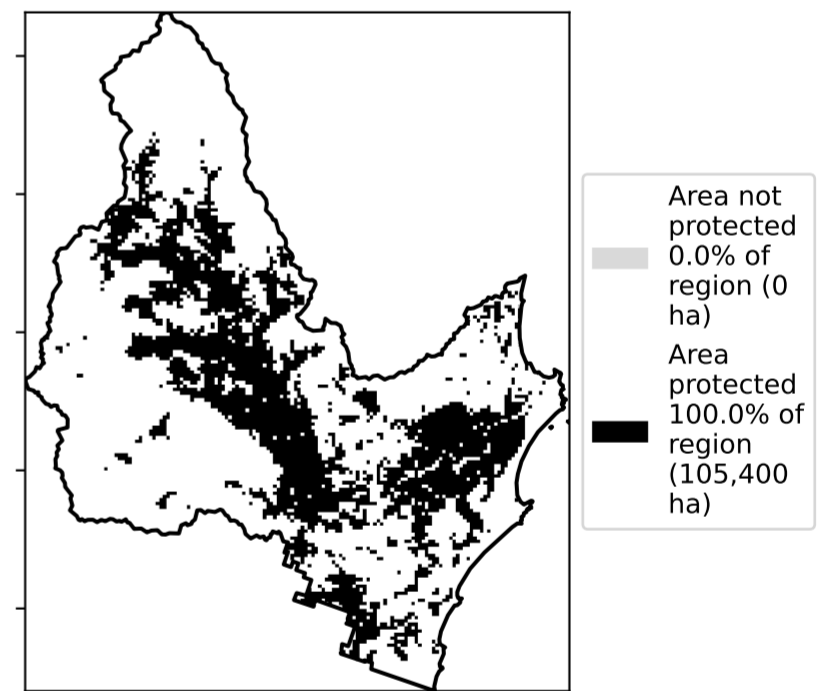 Area not
protected
0.0% of
region (0
ha)
Area
protected
100.0% of
region
(105,400
ha)